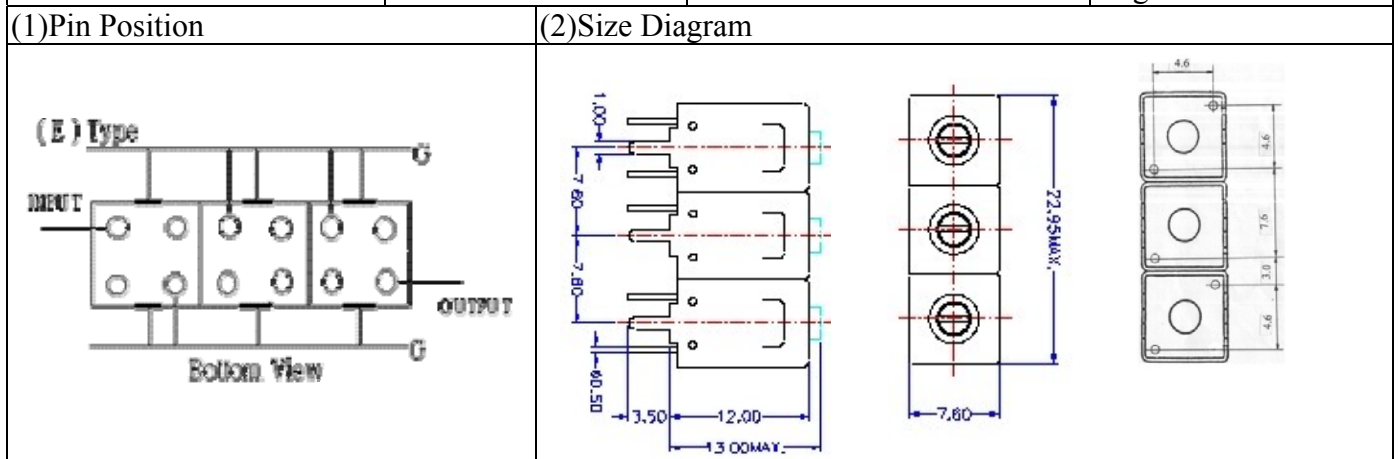 (1)Pin Position
(2)Size Diagram
( E ) Type
G
INPUT
OUTPUT
G
Bottom View
1.00
7.60
7.60
ϕ0.50
3.50
12.00
13.00MAX.
22.95MAX.
7.60
4.6
4.6
7.6
3.0
4.6